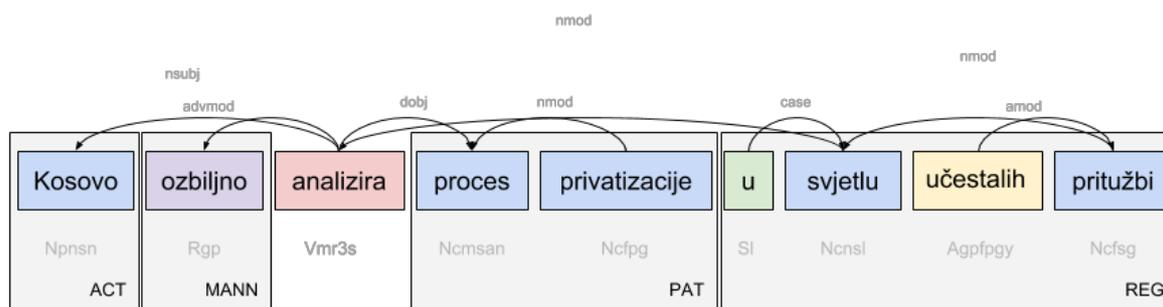 nmod
nmod
nsubj
advmod dobj nmod case amod
Kosovo ozbiljno analizira proces privatizacije u svjetlu učestalih pritužbi
Npnsn Rgp Vmr3s Ncmsan Ncfpg Sl Ncnsl Agpfpgy Ncfsg
ACT MANN PAT REG